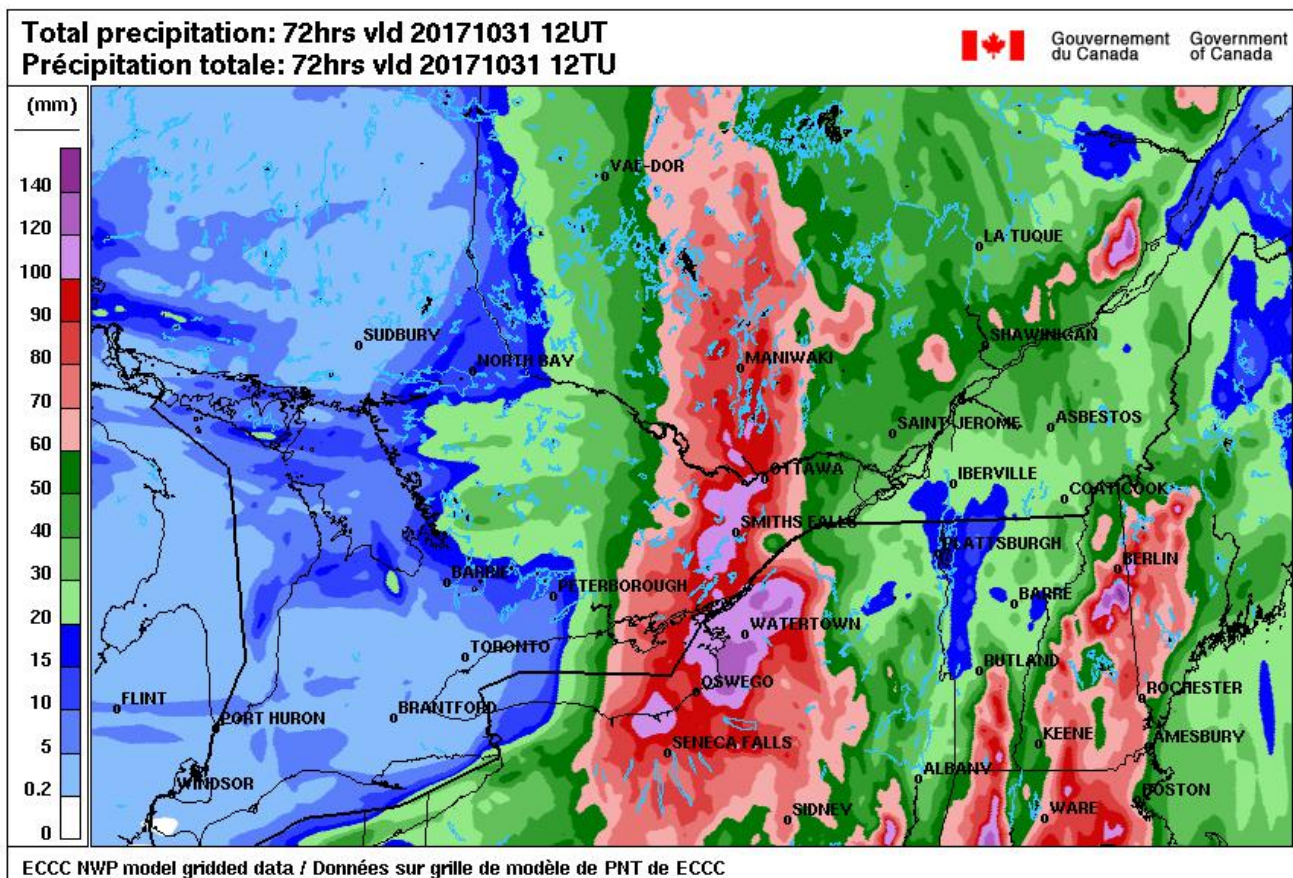 Total precipitation: 72hrs vld 20171031 12UT
Précipitation totale: 72hrs vld 20171031 12TU
Gouvernement du Canada
Government of Canada
(mm)
140
120
100
90
80
70
60
50
40
30
20
15
10
5
0.2
0
VAL-DOR
LA TUQUE
SUDBURY
SHAWINIGAN
NORTH BAY
MANIWAKI
ASBESTOS
SAINT-JEROME
OTTAWA
IBERVILLE
COATICOOK
SMITHS FALLS
PLATTSBURGH
BERLIN
BARRIE
PETERBOROUGH
BARRE
WATERTOWN
TORONTO
RUTLAND
OSWEGO
ROCHESTER
FLINT
PORT HURON
BRANTFORD
KEENE
AMESBURY
SENECA FALLS
ALBANY
WINDSOR
BOSTON
SIDNEY
WARE
ECCC NWP model gridded data / Données sur grille de modèle de PNT de ECCC